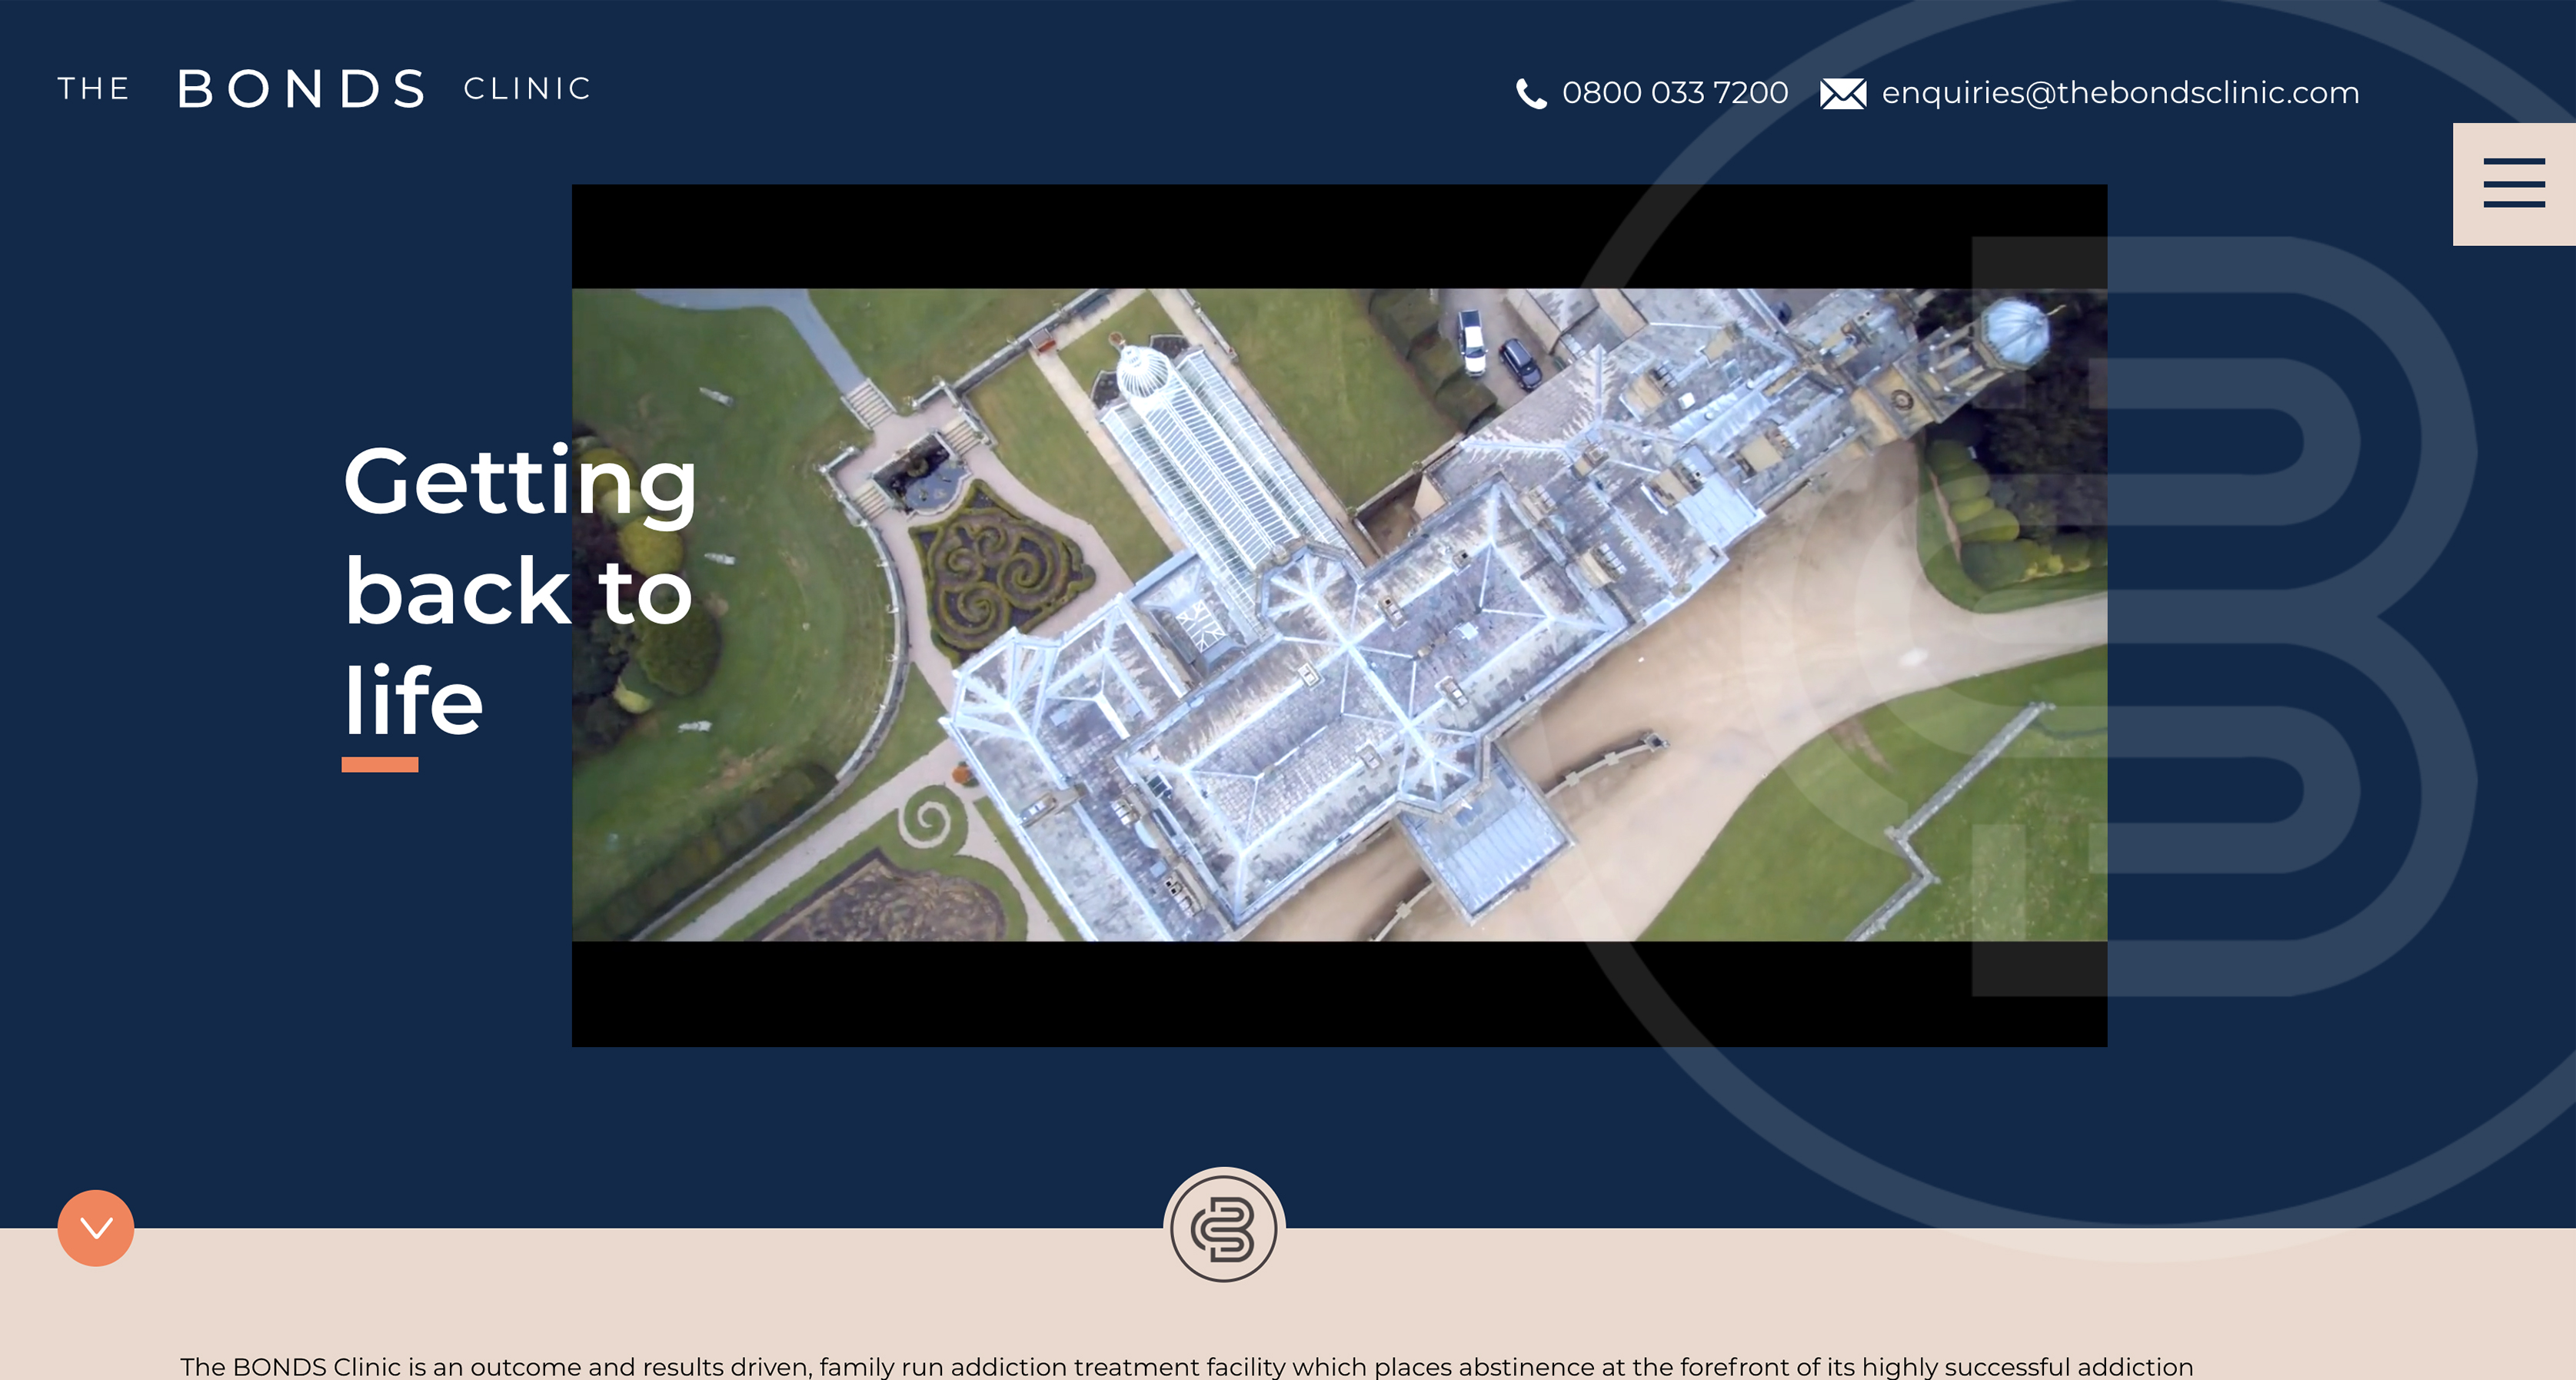 THE BONDS CLINIC
0800 033 7200
enquiries@thebondsclinic.com
Getting
back to
life
The BONDS Clinic is an outcome and results driven, family run addiction treatment facility which places abstinence at the forefront of its highly successful addiction